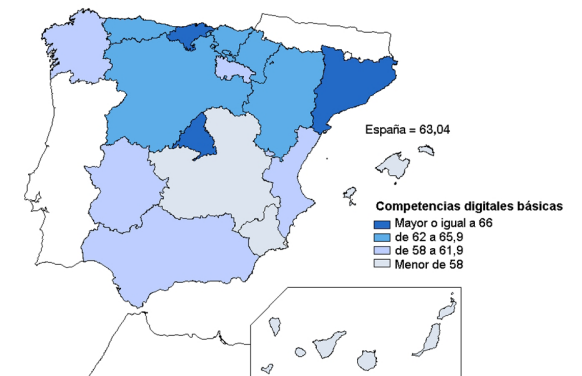 España = 63,04
Competencias digitales básicas
Mayor o igual a 66
de 62 a 65,9
de 58 a 61,9
Menor de 58